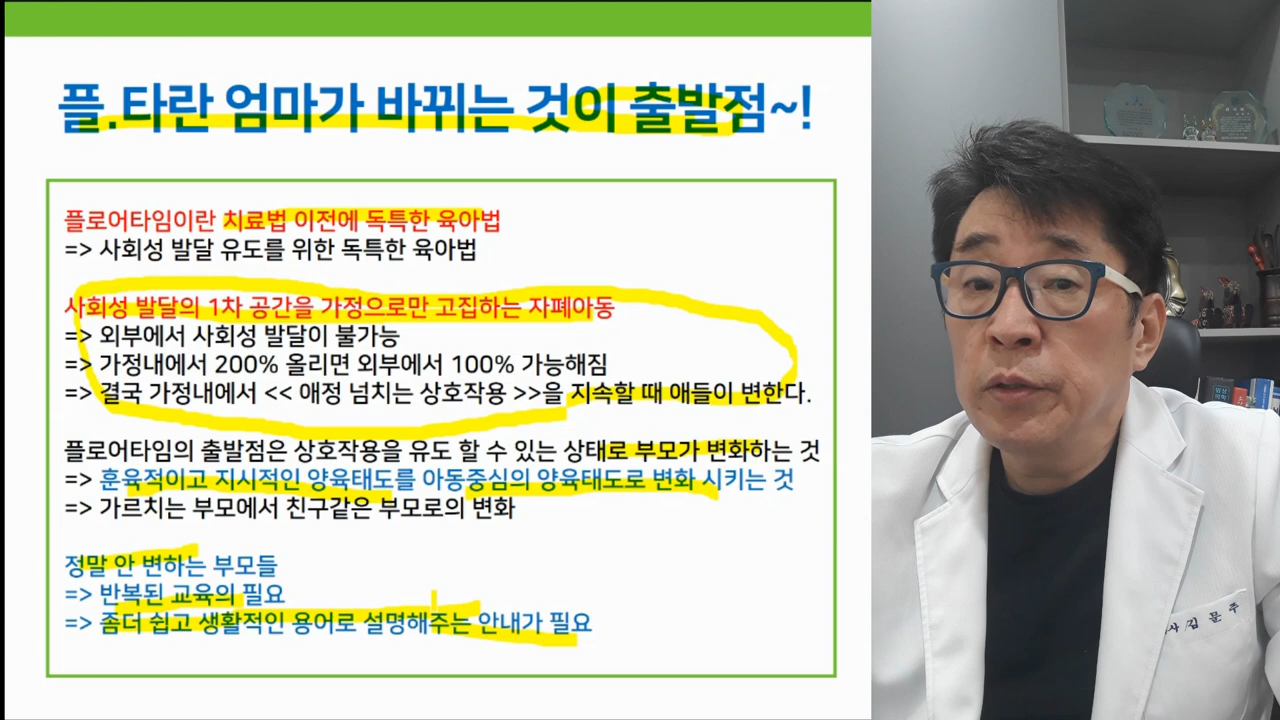 플.타란 엄마가 바뀌는 것이 출발점~!
플로어타임이란 치료법 이전에 독특한 육아법
=> 사회성 발달 유도를 위한 독특한 육아법
사회성 발달의 1차 공간을 가정으로만 고집하는 자폐아동
=> 외부에서 사회성 발달이 불가능
=> 가정내에서 200% 올리면 외부에서 100% 가능해짐
=> 결국 가정내에서 << 애정 넘치는 상호작용 >>을 지속할 때 애들이 변한다.
플로어타임의 출발점은 상호작용을 유도 할 수 있는 상태로 부모가 변화하는 것
=> 훈육적이고 지시적인 양육태도를 아동중심의 양육태도로 변화 시키는 것
=> 가르치는 부모에서 친구같은 부모로의 변화
정말 안 변하는 부모들
=> 반복된 교육의 필요
=> 좀더 쉽고 생활적인 용어로 설명해주는 안내가 필요
사 김 문 주